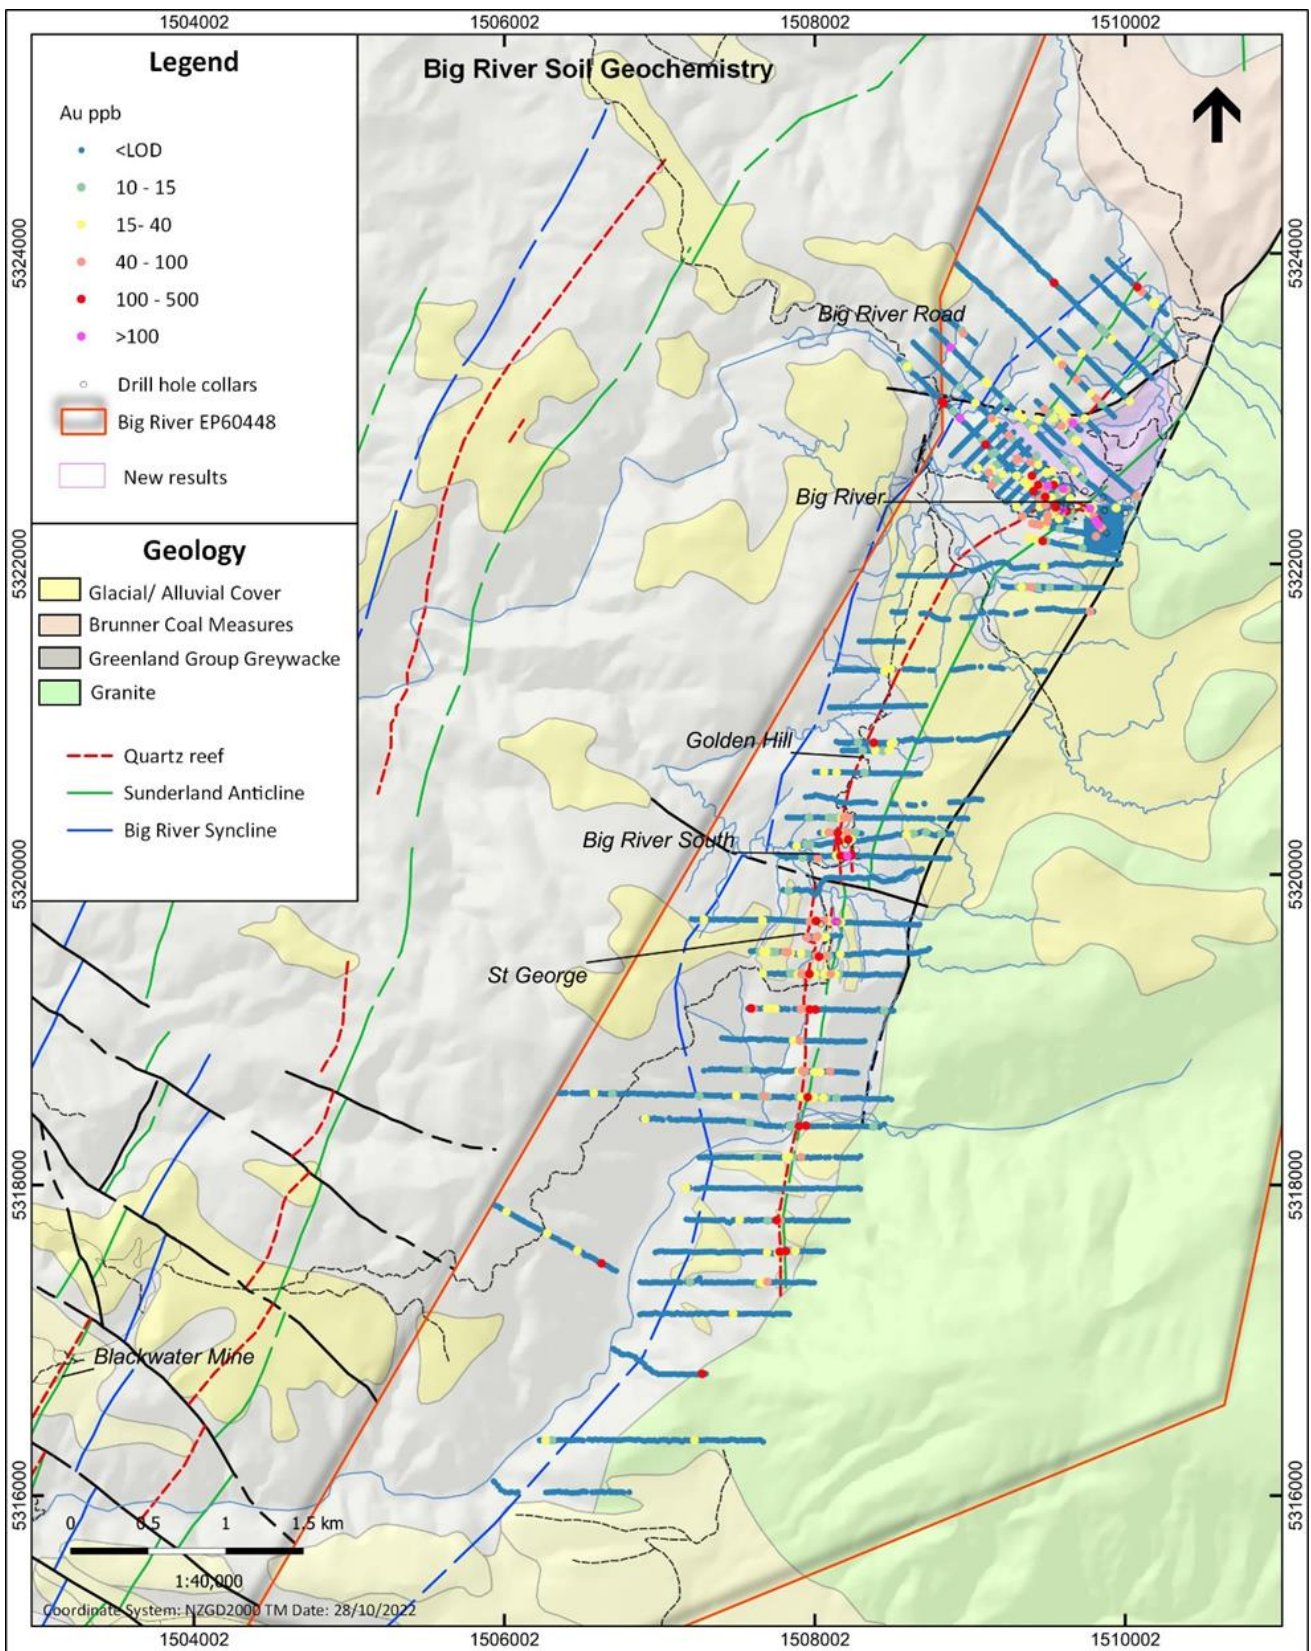 1504002 1506002 1508002 1510002
Big River Soil Geochemistry
Legend
Au ppb
<LOD
10 - 15
15- 40
40 - 100
100 - 500
>100
Drill hole collars
Big River EP60448
New results
Geology
Glacial/ Alluvial Cover
Brunner Coal Measures
Greenland Group Greywacke
Granite
Quartz reef
Sunderland Anticline
Big River Syncline
5324000 5324000
Big River Road
Big River
5322000 5322000
Golden Hill
Big River South
5320000 5320000
St George
5318000 5318000
Blackwater Mine
5316000 5316000
0 0.5 1 1.5 km
1:40,000
Coordinate System: NZGD2000 TM Date: 28/10/2022
1504002 1506002 1508002 1510002